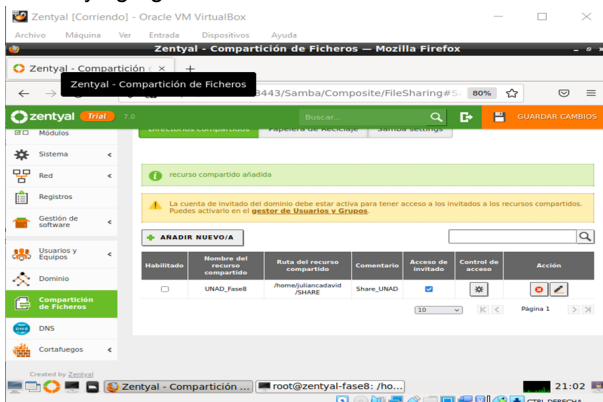 Zentyal [Corriendo] - Oracle VM VirtualBox
Archivo Máquina Ver Entrada Dispositivos Ayuda
Zentyal - Compartición de Ficheros — Mozilla Firefox
Zentyal - Compartición
Zentyal - Compartición de Ficheros
8443/Samba/Composite/FileSharing#S
80%
zentyal Trial 7.0
Buscar...
GUARDAR CAMBIOS
Módulos
Directorios compartidos
Papelera de Reciclaje
Samba settings
Sistema
Red
recurso compartido añadida
Registros
La cuenta de invitado del dominio debe estar activa para tener acceso a los invitados a los recursos compartidos.
Puedes activarlo en el gestor de Usuarios y Grupos.
Gestión de
software
AÑADIR NUEVO/A
Usuarios y
Equipos
Habilitado
Nombre del
recurso
compartido
Ruta del recurso
compartido
Comentario
Acceso de
invitado
Control de
acceso
Acción
Dominio
UNAD_Fase8
/home/juliancadavid
/SHARE
Share_UNAD
Compartición
de Ficheros
10
Página 1
DNS
Cortafuegos
Created by Zentyal
Zentyal - Compartición ...
root@zentyal-fase8: /ho...
21:02
CTRL DERECHA